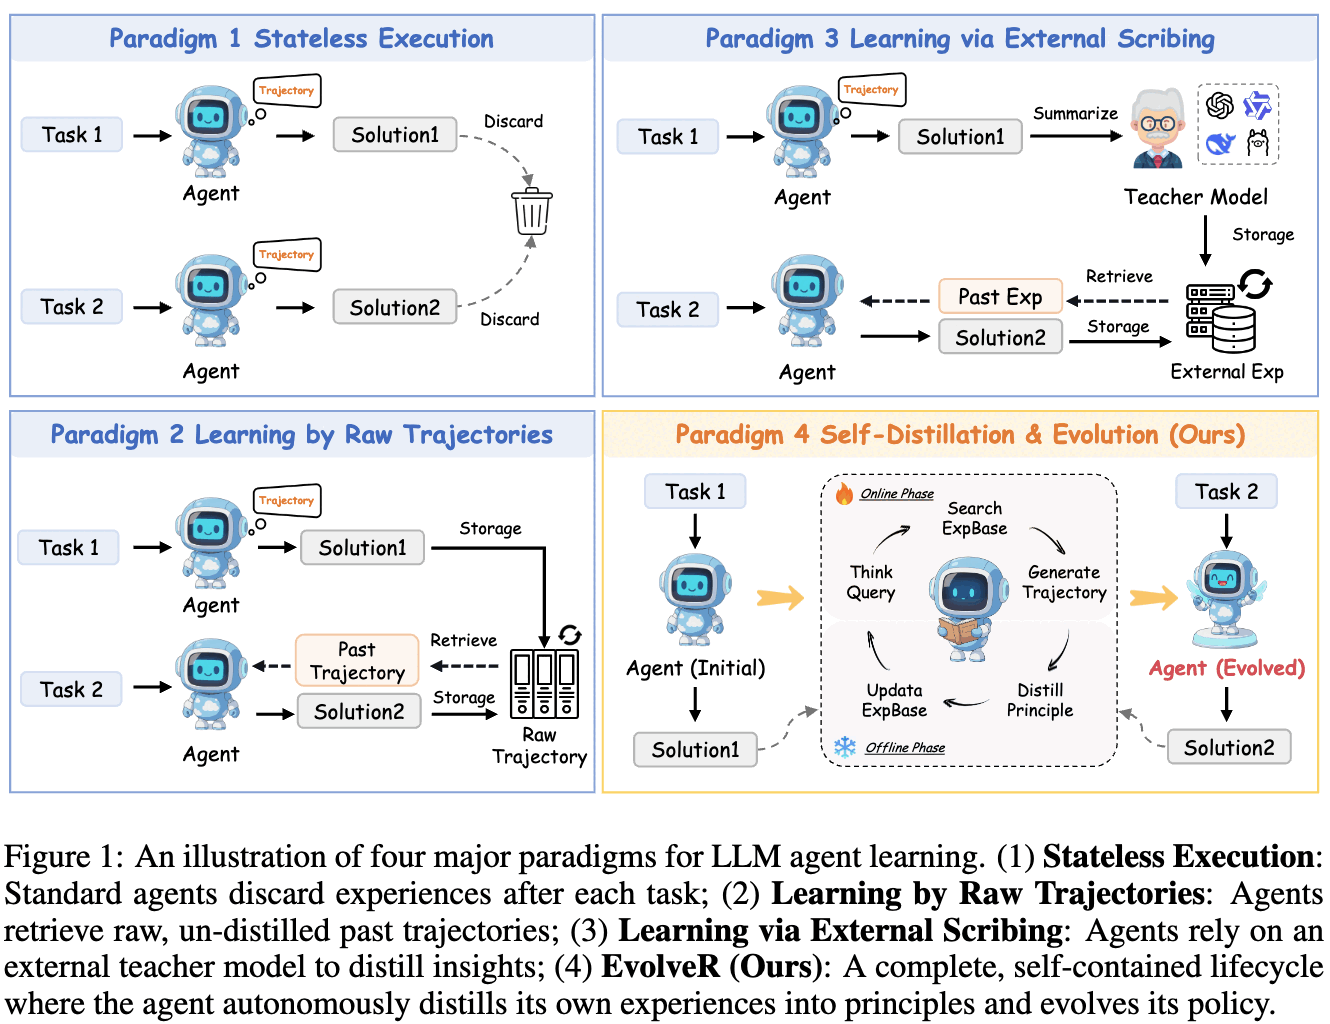 Paradigm 1 Stateless Execution
Task 1
Trajectory
Agent
Solution1
Discard
Task 2
Trajectory
Agent
Solution2
Discard
Paradigm 3 Learning via External Scribing
Task 1
Trajectory
Agent
Solution1
Summarize
Teacher Model
Storage
Task 2
Agent
Past Exp
Retrieve
Solution2
Storage
External Exp
Paradigm 2 Learning by Raw Trajectories
Task 1
Trajectory
Agent
Solution1
Storage
Task 2
Agent
Past
Trajectory
Retrieve
Solution2
Storage
Raw
Trajectory
Paradigm 4 Self-Distillation & Evolution (Ours)
Task 1
Agent (Initial)
Solution1
Online Phase
Search
ExpBase
Think
Query
Generate
Trajectory
Updata
ExpBase
Distill
Principle
Offline Phase
Task 2
Agent (Evolved)
Solution2
Figure 1: An illustration of four major paradigms for LLM agent learning. (1) Stateless Execution:
Standard agents discard experiences after each task; (2) Learning by Raw Trajectories: Agents
retrieve raw, un-distilled past trajectories; (3) Learning via External Scribing: Agents rely on an
external teacher model to distill insights; (4) EvolveR (Ours): A complete, self-contained lifecycle
where the agent autonomously distills its own experiences into principles and evolves its policy.